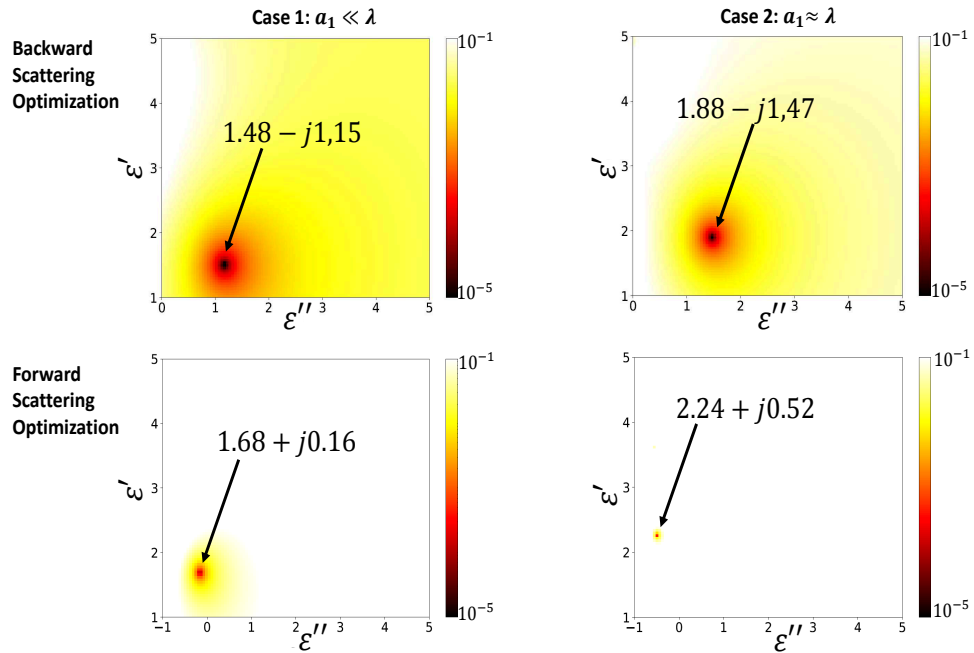 Case 1: a₁ ≪ λ
Case 2: a₁≈ λ
Backward
Scattering
Optimization
5
4
3
2
1
ε′
0
1
2
3
4
5
ε′′
1.48 − j1,15
10⁻¹
10⁻⁵
5
4
3
2
1
ε′
0
1
2
3
4
5
ε′′
1.88 − j1,47
10⁻¹
10⁻⁵
Forward
Scattering
Optimization
5
4
3
2
1
ε′
−1
0
1
2
3
4
5
ε′′
1.68 + j0.16
10⁻¹
10⁻⁵
5
4
3
2
1
ε′
−1
0
1
2
3
4
5
ε′′
2.24 + j0.52
10⁻¹
10⁻⁵